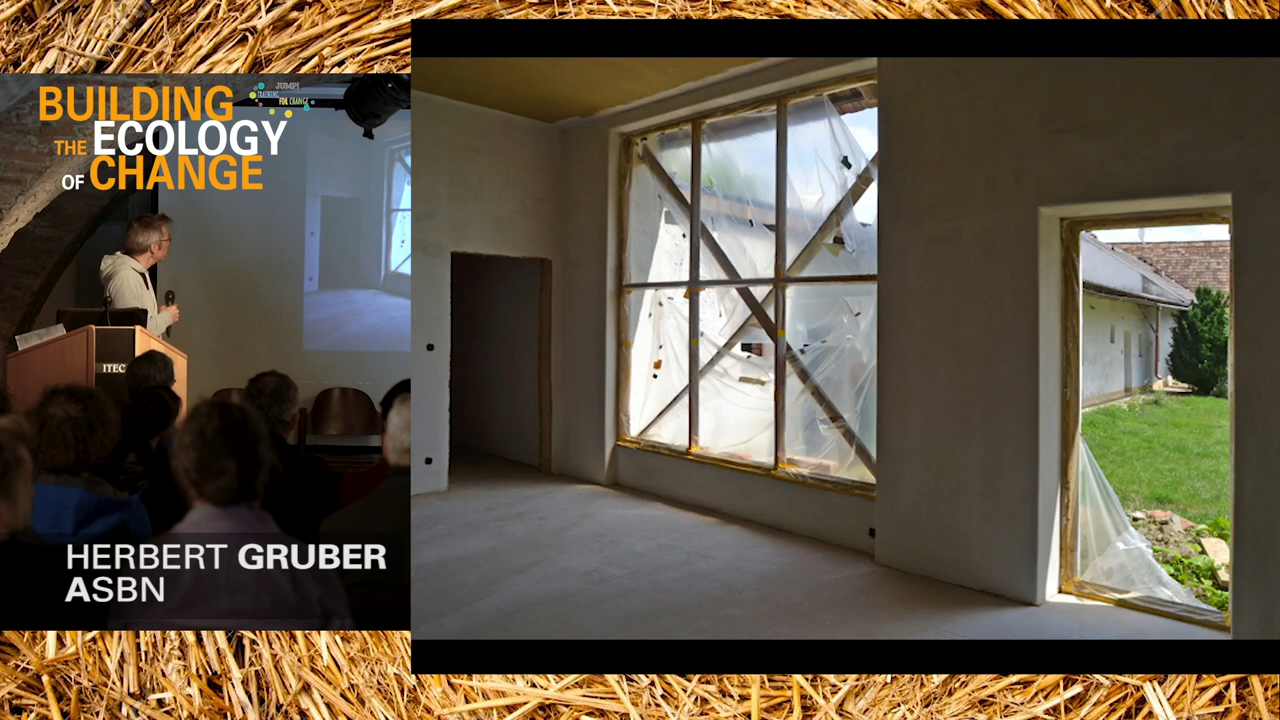 BUILDING
THE ECOLOGY
OF CHANGE
JUMP!
TRAINING
FOR CHANGE
ITEC
HERBERT GRUBER
ASBN